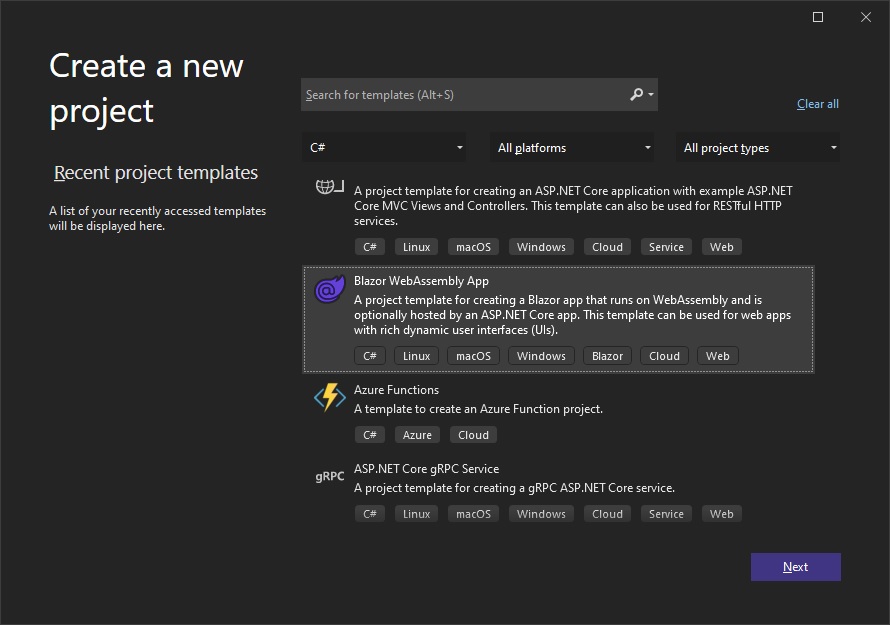 Create a new
project
Search for templates (Alt+S)
Clear all
C#
All platforms
All project types
Recent project templates
A list of your recently accessed templates
will be displayed here.
A project template for creating an ASP.NET Core application with example ASP.NET
Core MVC Views and Controllers. This template can also be used for RESTful HTTP
services.
C# Linux macOS Windows Cloud Service Web
Blazor WebAssembly App
A project template for creating a Blazor app that runs on WebAssembly and is
optionally hosted by an ASP.NET Core app. This template can be used for web apps
with rich dynamic user interfaces (UIs).
C# Linux macOS Windows Blazor Cloud Web
Azure Functions
A template to create an Azure Function project.
C# Azure Cloud
gRPC
ASP.NET Core gRPC Service
A project template for creating a gRPC ASP.NET Core service.
C# Linux macOS Windows Cloud Service Web
Next